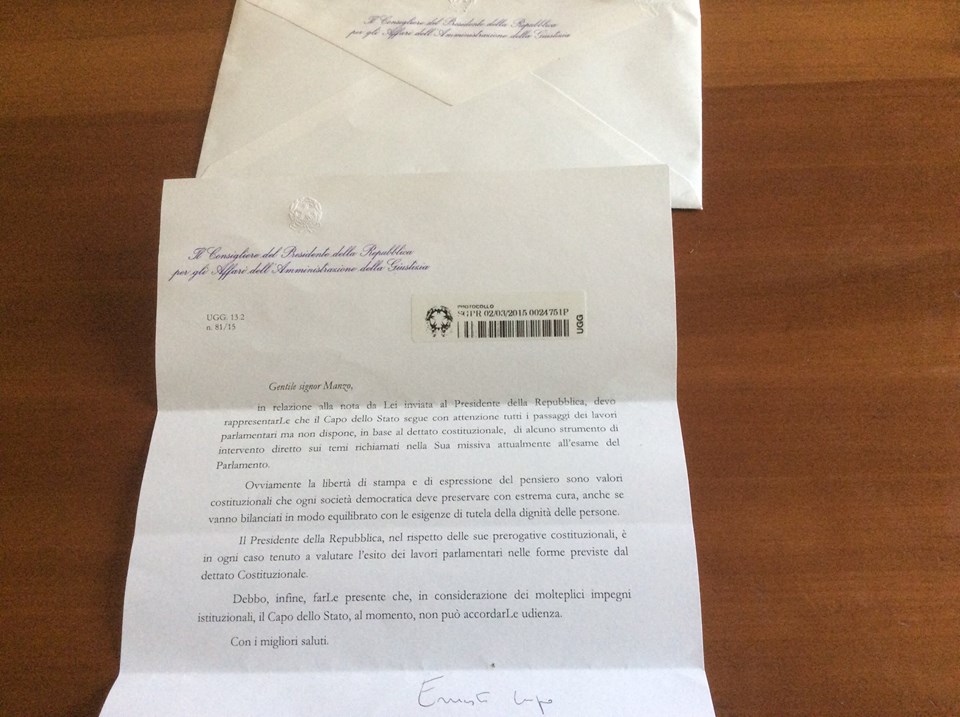 Il Consigliere del Presidente della Repubblica
per gli Affari dell'Amministrazione della Giustizia
Il Consigliere del Presidente della Repubblica
per gli Affari dell'Amministrazione della Giustizia
UGG. 13.2
n. 81/15
PROTOCOLLO
SGPR 02/03/2015 0024751P
UGG
Gentile signor Manzo,
in relazione alla nota da Lei inviata al Presidente della Repubblica, devo
rappresentarLe che il Capo dello Stato segue con attenzione tutti i passaggi dei lavori
parlamentari ma non dispone, in base al dettato costituzionale, di alcuno strumento di
intervento diretto sui temi richiamati nella Sua missiva attualmente all'esame del
Parlamento.
Ovviamente la libertà di stampa e di espressione del pensiero sono valori
costituzionali che ogni società democratica deve preservare con estrema cura, anche se
vanno bilanciati in modo equilibrato con le esigenze di tutela della dignità delle persone.
Il Presidente della Repubblica, nel rispetto delle sue prerogative costituzionali, è
in ogni caso tenuto a valutare l'esito dei lavori parlamentari nelle forme previste dal
dettato Costituzionale.
Debbo, infine, farLe presente che, in considerazione dei molteplici impegni
istituzionali, il Capo dello Stato, al momento, non può accordarLe udienza.
Con i migliori saluti.
Ernesto Lupo